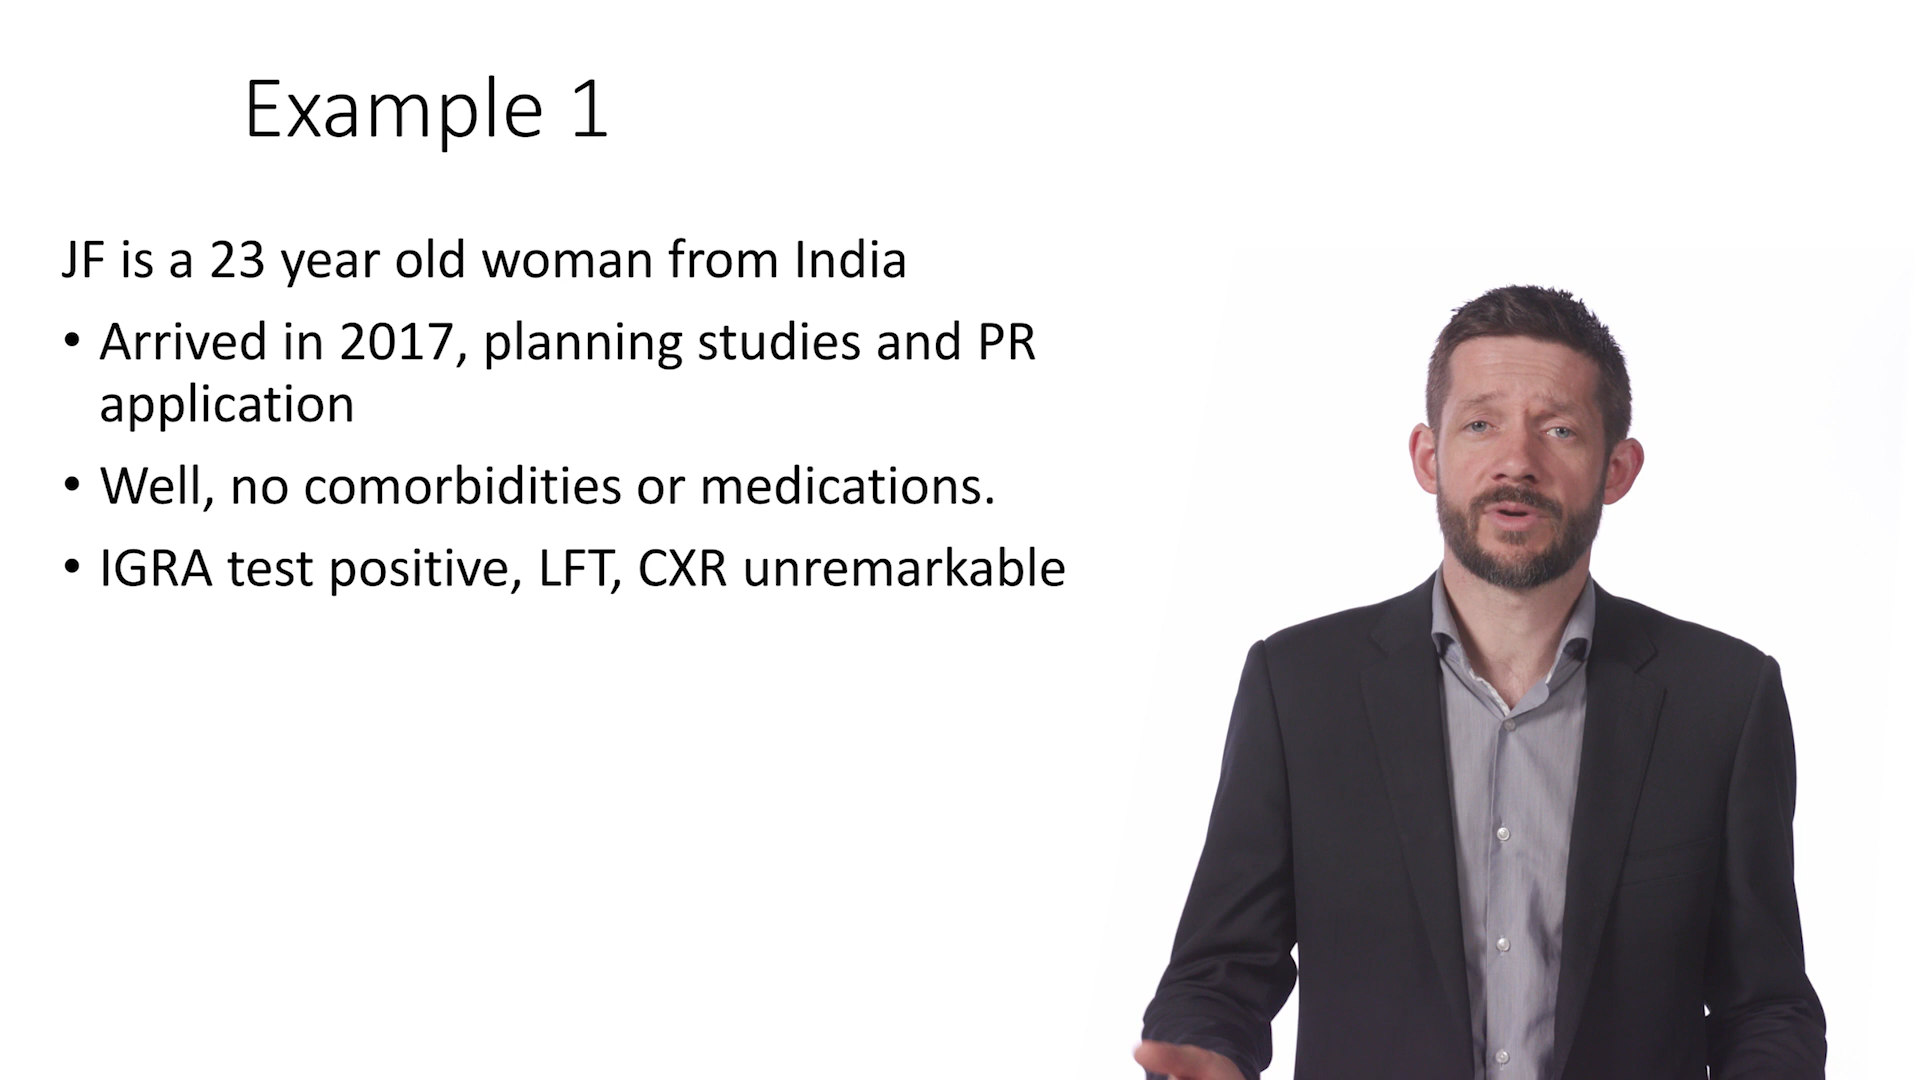 Example 1
JF is a 23 year old woman from India
• Arrived in 2017, planning studies and PR
application
• Well, no comorbidities or medications.
• IGRA test positive, LFT, CXR unremarkable